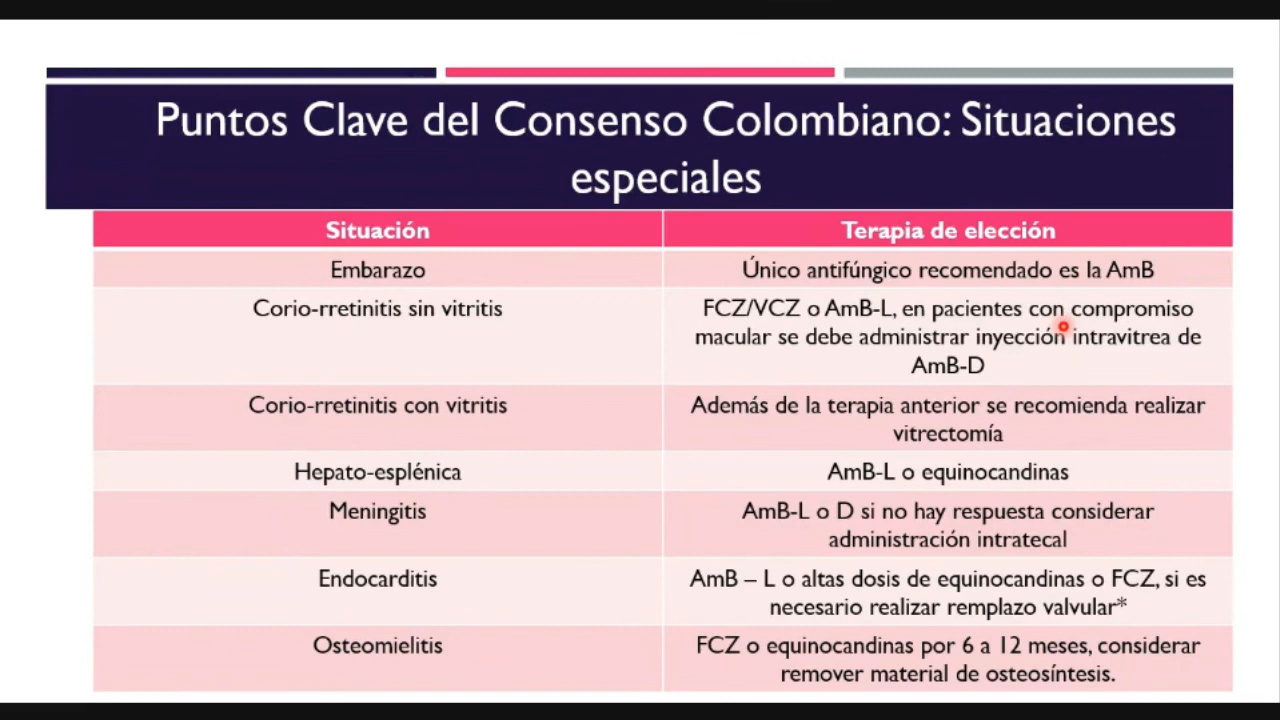 Puntos Clave del Consenso Colombiano: Situaciones
especiales
Situación
Terapia de elección
Embarazo
Único antifúngico recomendado es la AmB
Corio-rretinitis sin vitritis
FCZ/VCZ o AmB-L, en pacientes con compromiso
macular se debe administrar inyección intravitrea de
AmB-D
Corio-rretinitis con vitritis
Además de la terapia anterior se recomienda realizar
vitrectomía
Hepato-esplénica
AmB-L o equinocandinas
Meningitis
AmB-L o D si no hay respuesta considerar
administración intratecal
Endocarditis
AmB – L o altas dosis de equinocandinas o FCZ, si es
necesario realizar remplazo valvular*
Osteomielitis
FCZ o equinocandinas por 6 a 12 meses, considerar
remover material de osteosíntesis.